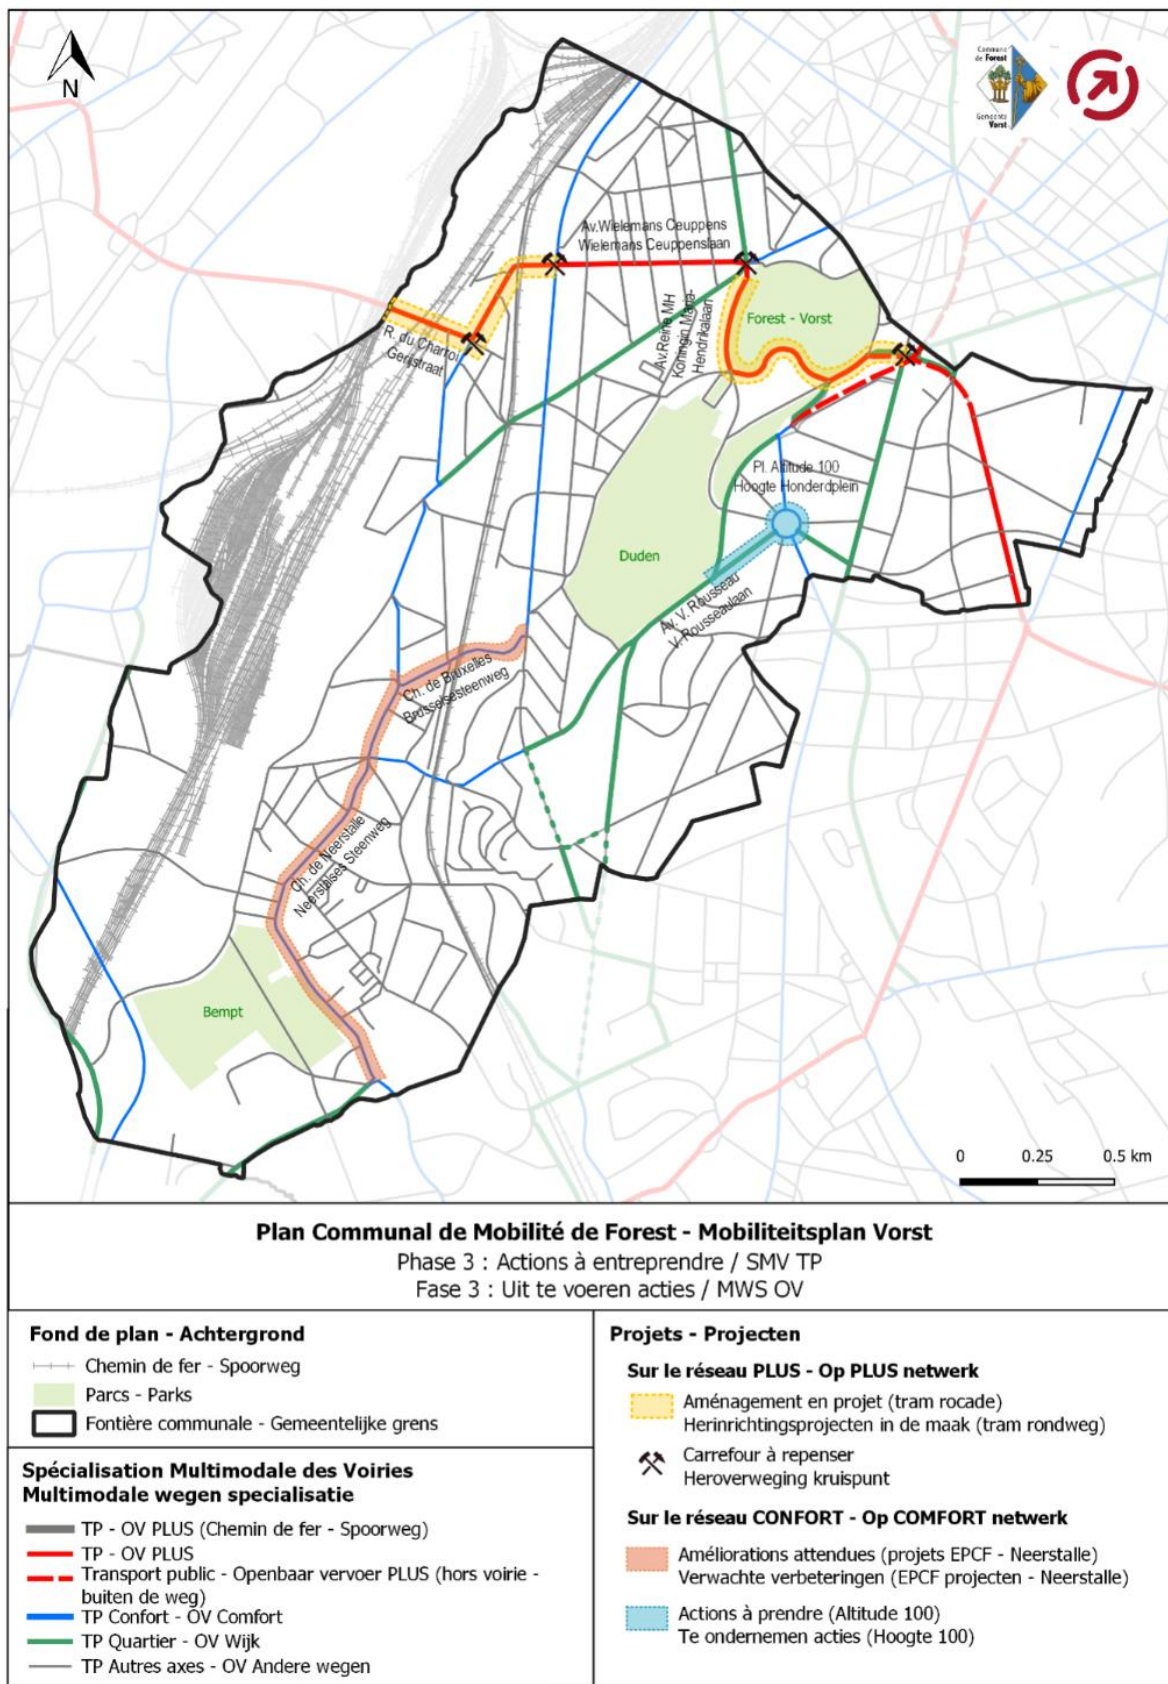 N
Commune
de Forest
Gemeente
Vorst
Av.Wielemans Ceuppens
Wielemans Ceuppenslaan
R. du Charroi
Gerijstraat
Av.Reine MH
Koningin Maria-
Hendrikalaan
Forest - Vorst
Pl. Altitude 100
Hoogte Honderdplein
Duden
Av. V. Rousseau
V. Rousseaulaan
Ch. de Bruxelles
Brusselsesteenweg
Ch. de Neerstalle
Neerstalses Steenweg
Bempt
0 0.25 0.5 km
Plan Communal de Mobilité de Forest - Mobiliteitsplan Vorst
Phase 3 : Actions à entreprendre / SMV TP
Fase 3 : Uit te voeren acties / MWS OV
Fond de plan - Achtergrond
Chemin de fer - Spoorweg
Parcs - Parks
Fontière communale - Gemeentelijke grens
Spécialisation Multimodale des Voiries
Multimodale wegen specialisatie
TP - OV PLUS (Chemin de fer - Spoorweg)
TP - OV PLUS
Transport public - Openbaar vervoer PLUS (hors voirie -
buiten de weg)
TP Confort - OV Comfort
TP Quartier - OV Wijk
TP Autres axes - OV Andere wegen
Projets - Projecten
Sur le réseau PLUS - Op PLUS netwerk
Aménagement en projet (tram rocade)
Herinrichtingsprojecten in de maak (tram rondweg)
Carrefour à repenser
Heroverweging kruispunt
Sur le réseau CONFORT - Op COMFORT netwerk
Améliorations attendues (projets EPCF - Neerstalle)
Verwachte verbeteringen (EPCF projecten - Neerstalle)
Actions à prendre (Altitude 100)
Te ondernemen acties (Hoogte 100)